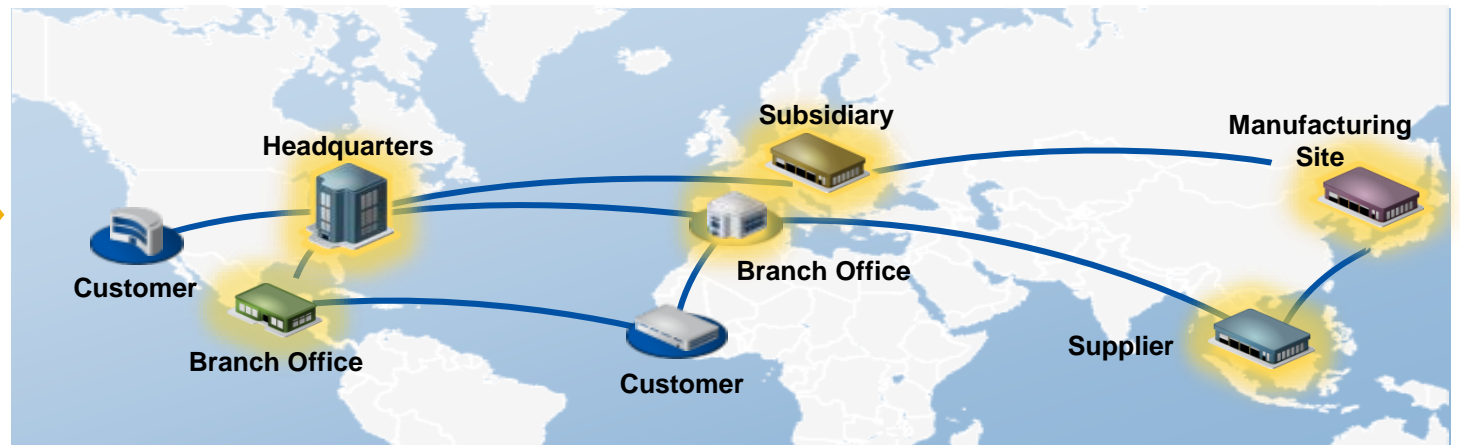 Subsidiary
Manufacturing
Site
Headquarters
Customer
Branch Office
Branch Office
Supplier
Customer